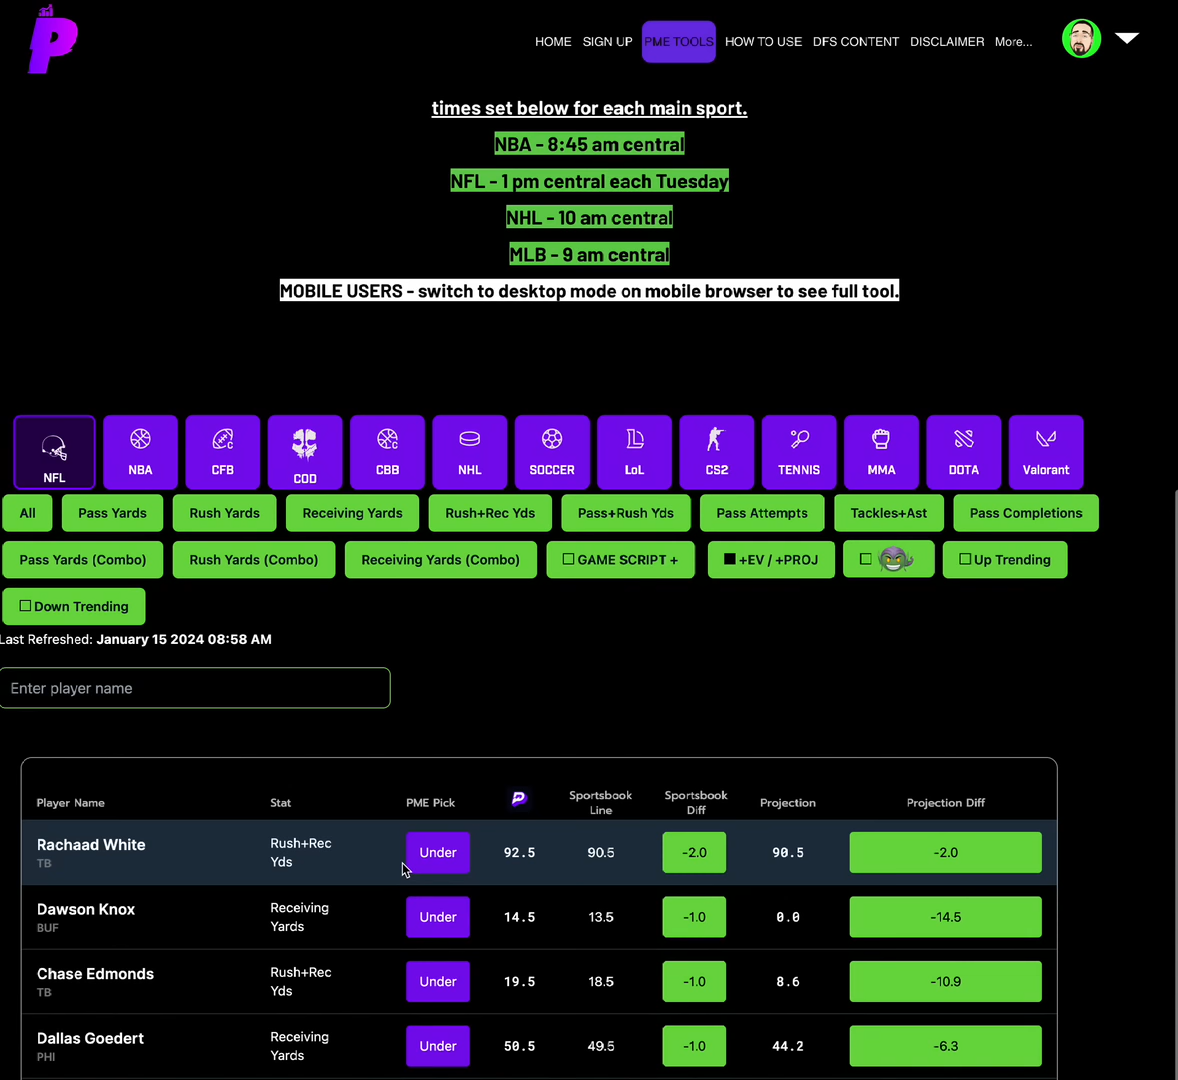 HOME SIGN UP PME TOOLS HOW TO USE DFS CONTENT DISCLAIMER More...
times set below for each main sport.
NBA - 8:45 am central
NFL - 1 pm central each Tuesday
NHL - 10 am central
MLB - 9 am central
MOBILE USERS - switch to desktop mode on mobile browser to see full tool.
NFL NBA CFB COD CBB NHL SOCCER LoL CS2 TENNIS MMA DOTA Valorant
All Pass Yards Rush Yards Receiving Yards Rush+Rec Yds Pass+Rush Yds Pass Attempts Tackles+Ast Pass Completions
Pass Yards (Combo) Rush Yards (Combo) Receiving Yards (Combo) GAME SCRIPT + +EV / +PROJ Up Trending
Down Trending
Last Refreshed: January 15 2024 08:58 AM
Enter player name
Player Name Stat PME Pick P Sportsbook Line Sportsbook Diff Projection Projection Diff
Rachaad White TB Rush+Rec Yds Under 92.5 90.5 -2.0 90.5 -2.0
Dawson Knox BUF Receiving Yards Under 14.5 13.5 -1.0 0.0 -14.5
Chase Edmonds TB Rush+Rec Yds Under 19.5 18.5 -1.0 8.6 -10.9
Dallas Goedert PHI Receiving Yards Under 50.5 49.5 -1.0 44.2 -6.3